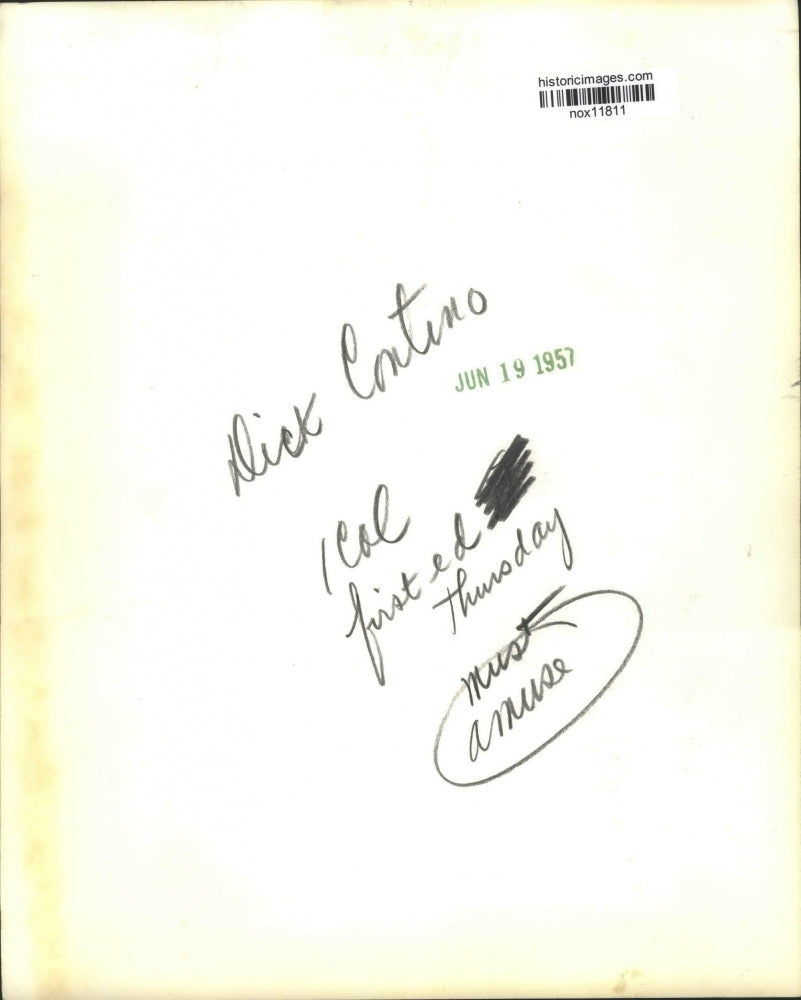 historicimages.com
nox11811
Dick Contino
JUN 19 1957
1 Col
first ed
Thursday
must
amuse